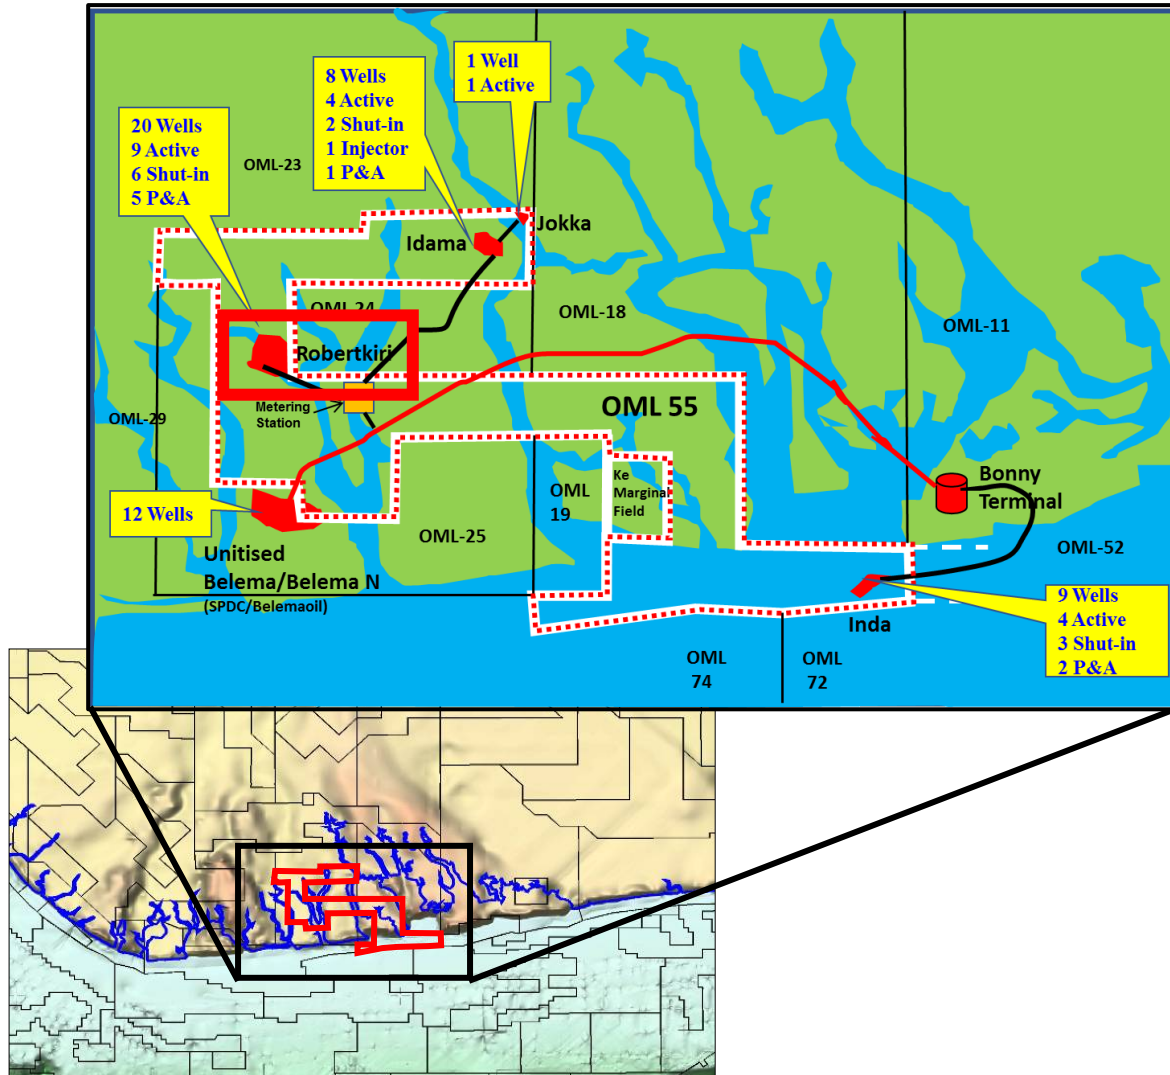 1 Well
1 Active
8 Wells
4 Active
2 Shut-in
1 Injector
1 P&A
20 Wells
9 Active
6 Shut-in
5 P&A
OML-23
Jokka
Idama
OML-24
OML-18
OML-11
Robertkiri
Metering
Station
OML 55
OML-29
Ke
Marginal
Field
OML
19
Bonny
Terminal
12 Wells
OML-25
OML-52
Unitised
Belema/Belema N
(SPDC/Belemaoil)
9 Wells
4 Active
3 Shut-in
2 P&A
Inda
OML
74
OML
72